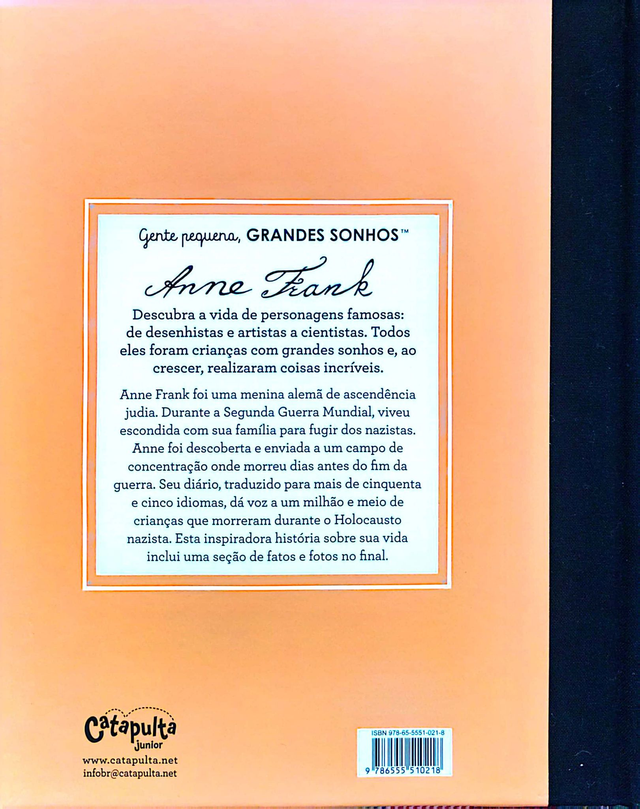 Gente pequena, GRANDES SONHOS™
Anne Frank
Descubra a vida de personagens famosas:
de desenhistas e artistas a cientistas. Todos
eles foram crianças com grandes sonhos e, ao
crescer, realizaram coisas incríveis.
Anne Frank foi uma menina alemã de ascendência
judia. Durante a Segunda Guerra Mundial, viveu
escondida com sua família para fugir dos nazistas.
Anne foi descoberta e enviada a um campo de
concentração onde morreu dias antes do fim da
guerra. Seu diário, traduzido para mais de cinquenta
e cinco idiomas, dá voz a um milhão e meio de
crianças que morreram durante o Holocausto
nazista. Esta inspiradora história sobre sua vida
inclui uma seção de fatos e fotos no final.
Catapulta
junior
www.catapulta.net
infobr@catapulta.net
ISBN 978-65-5551-021-8
9 786555 510218